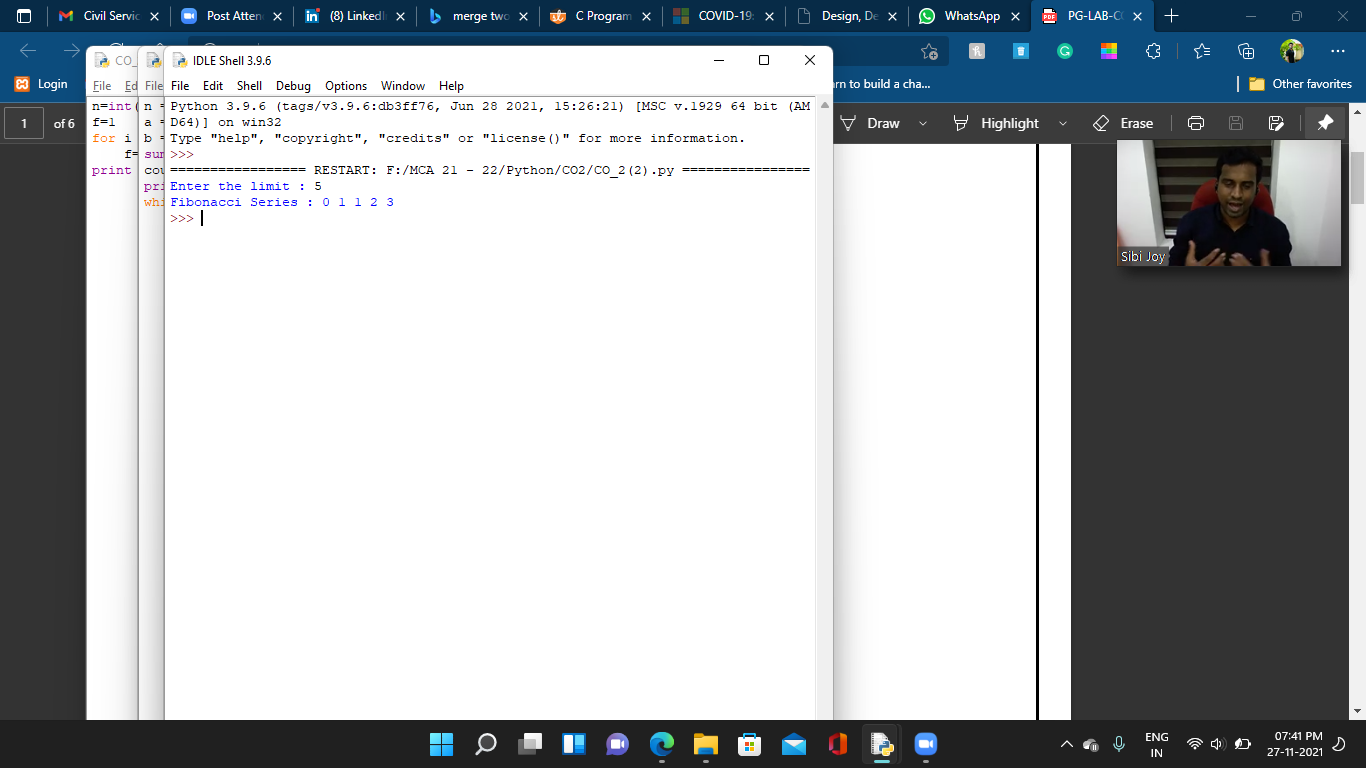 Civil Servic
Post Atten
(8) LinkedI
merge two
C Program
COVID-19:
Design, De
WhatsApp
PG-LAB-CO
Login
rn to build a cha...
Other favorites
1 of 6
Draw
Highlight
Erase
CO_
File Ed
n=int(
f=1
for i
f=
print
File
n =
a =
b =
sum
cou
pri
whi
IDLE Shell 3.9.6
File Edit Shell Debug Options Window Help
Python 3.9.6 (tags/v3.9.6:db3ff76, Jun 28 2021, 15:26:21) [MSC v.1929 64 bit (AM
D64)] on win32
Type "help", "copyright", "credits" or "license()" for more information.
>>>
================= RESTART: F:/MCA 21 - 22/Python/CO2/CO_2(2).py ================
Enter the limit : 5
Fibonacci Series : 0 1 1 2 3
>>>
Sibi Joy
ENG
IN
07:41 PM
27-11-2021